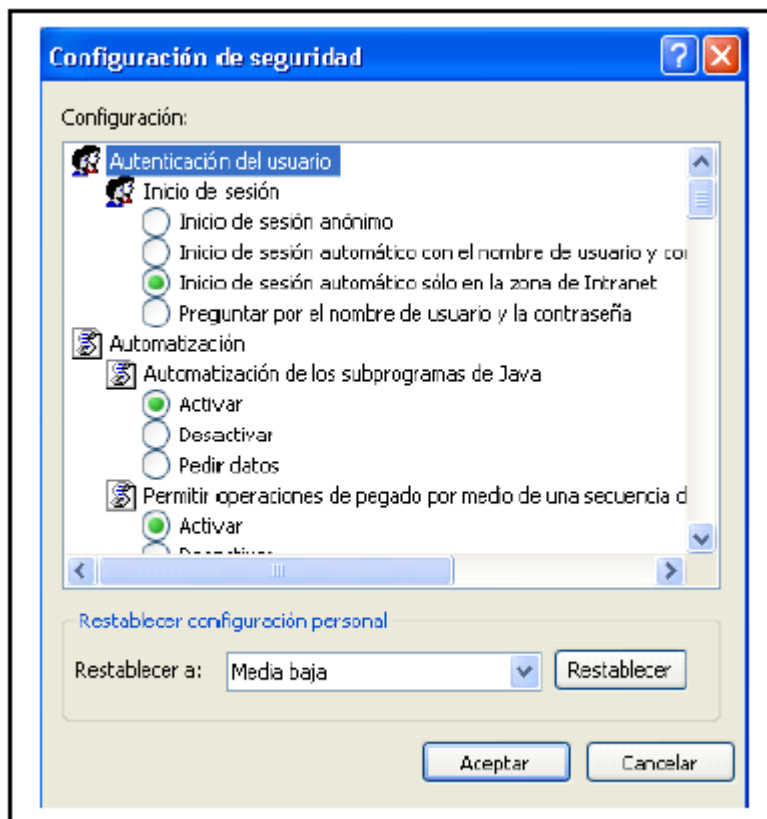 Configuración de seguridad
Configuración:
Autenticación del usuario
Inicio de sesión
Inicio de sesión anónimo
Inicio de sesión automático con el nombre de usuario y
Inicio de sesión automático sólo en la zona de Intranet
Preguntar por el nombre de usuario y la contraseña
Automatización
Automatización de los subprogramas de Java
Activar
Desactivar
Pedir datos
Permitir operaciones de pegado por medio de una secuencia d
Activar
Restablecer configuración personal
Restablecer a: Media baja Restablecer
Aceptar Cancelar